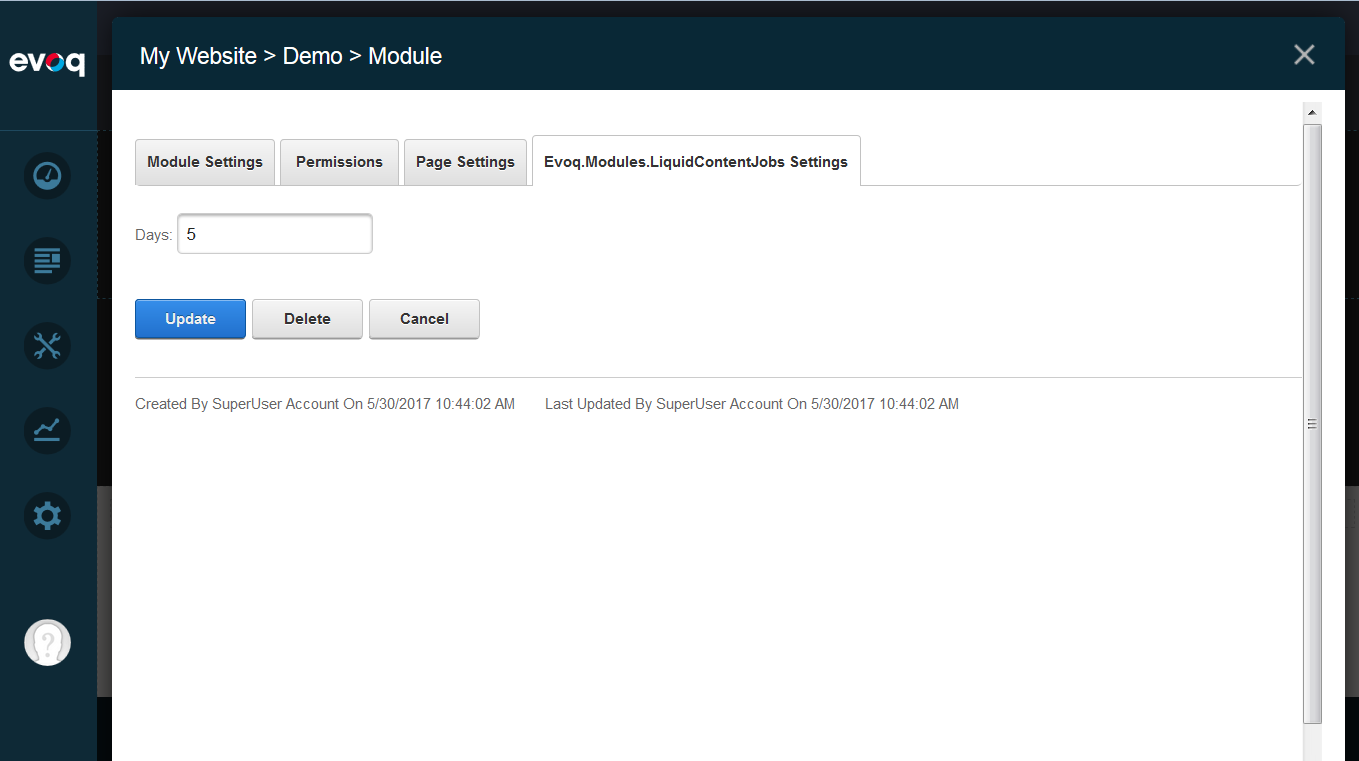 evoq
My Website > Demo > Module
Module Settings Permissions Page Settings Evoq.Modules.LiquidContentJobs Settings
Days: 5
Update Delete Cancel
Created By SuperUser Account On 5/30/2017 10:44:02 AM Last Updated By SuperUser Account On 5/30/2017 10:44:02 AM